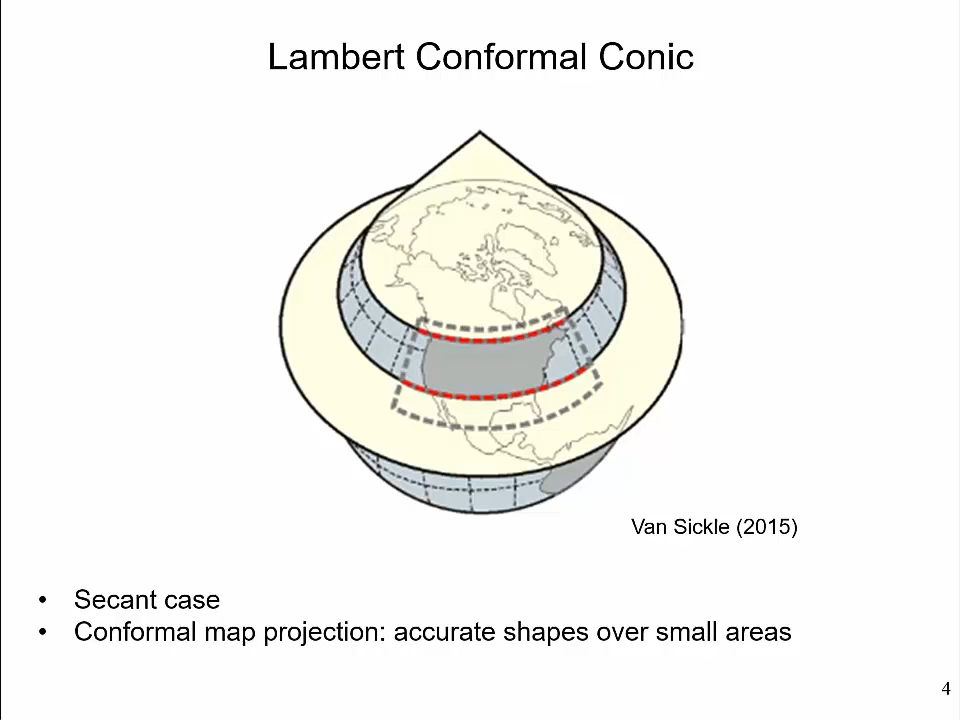 Lambert Conformal Conic
Van Sickle (2015)
• Secant case
• Conformal map projection: accurate shapes over small areas
4